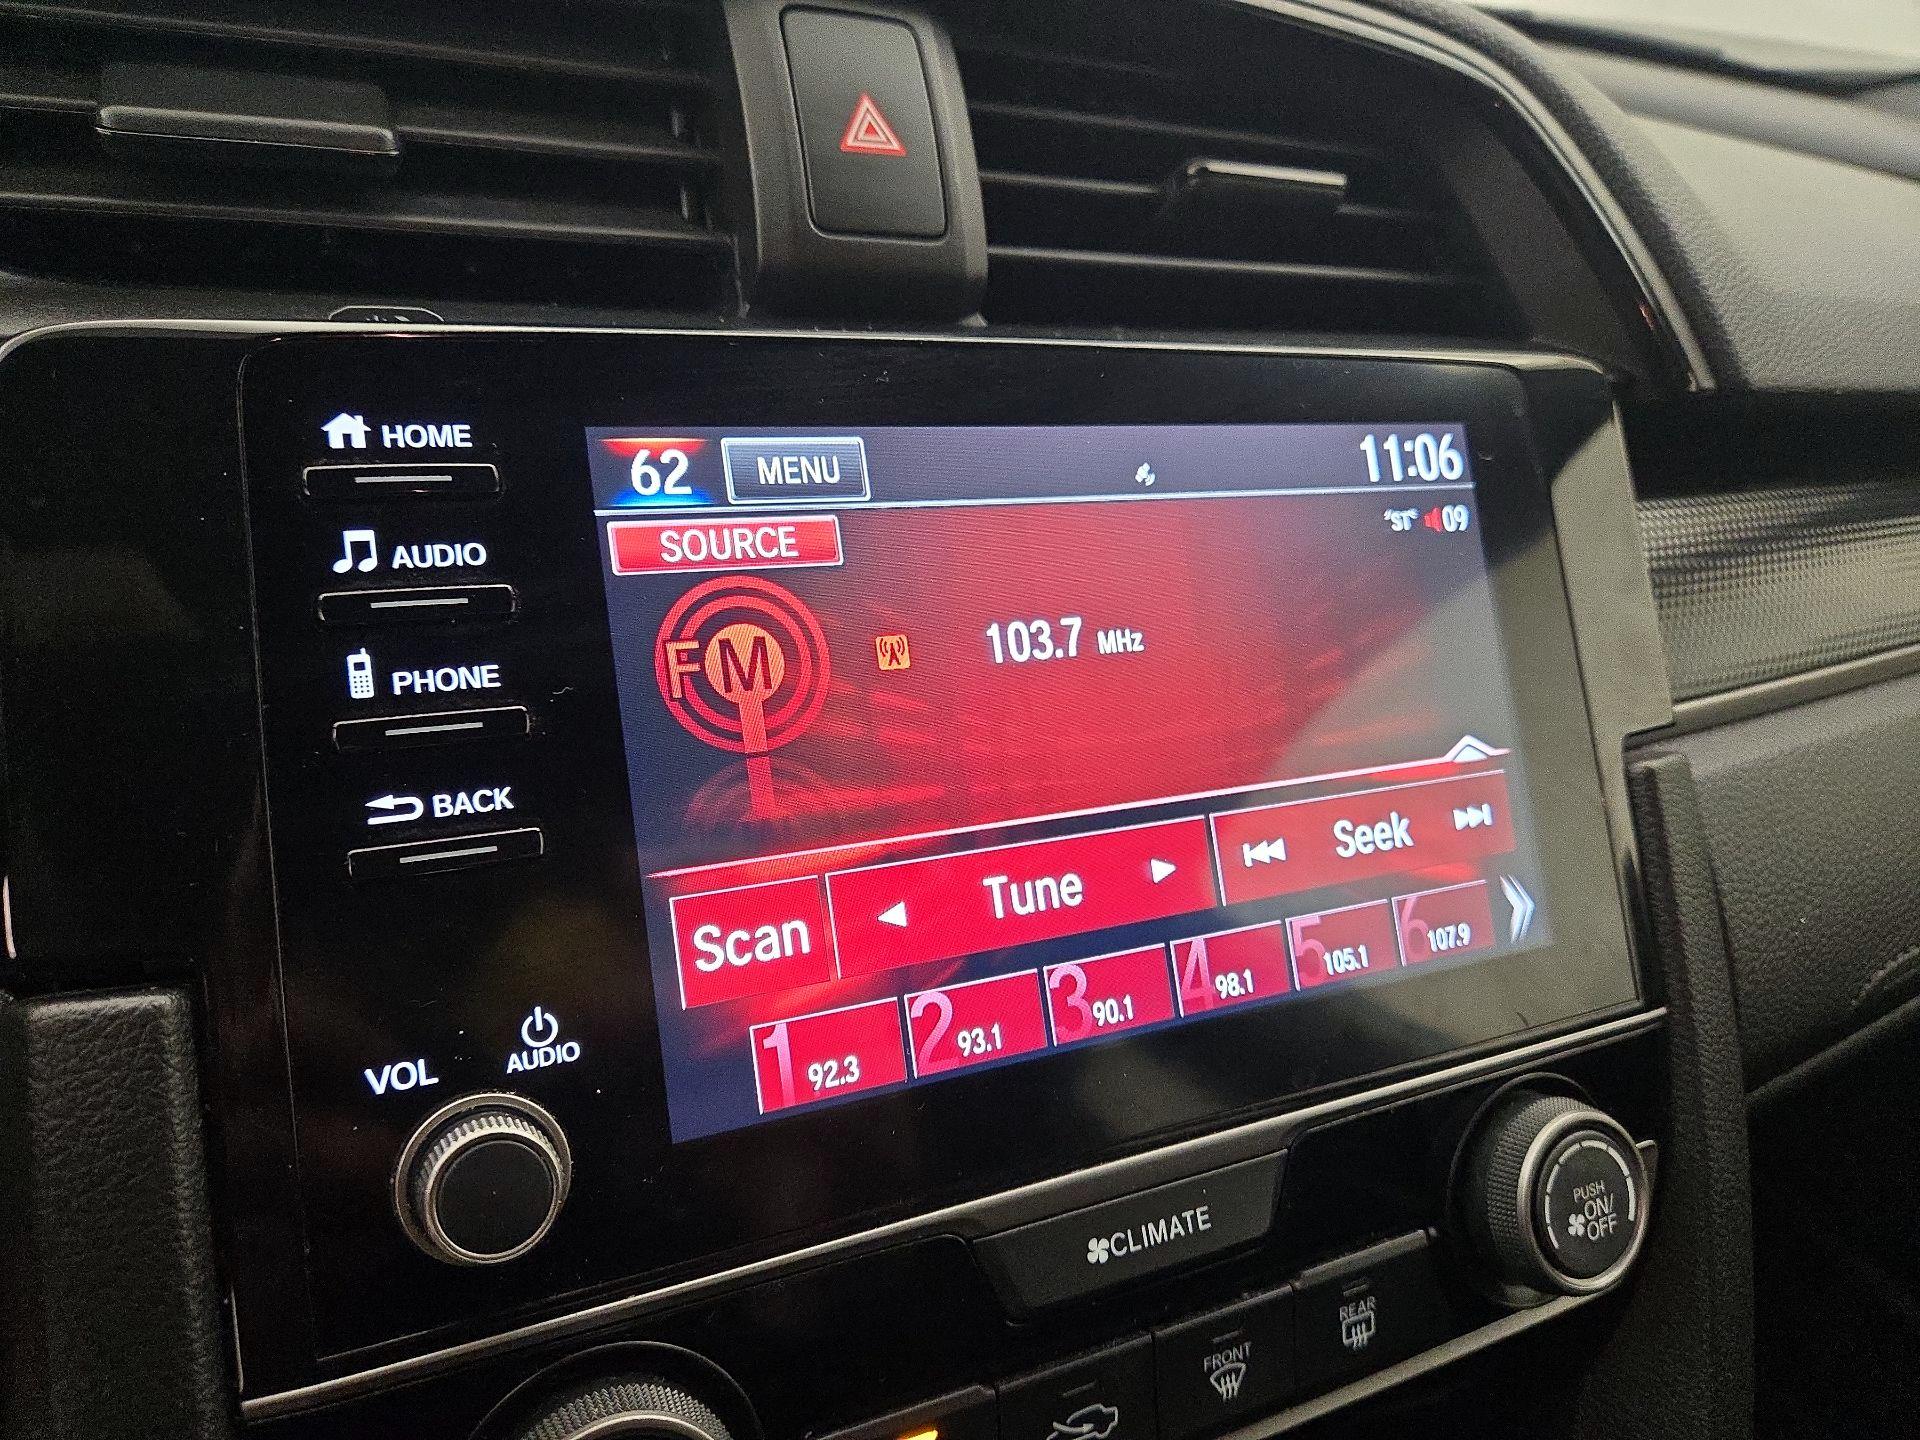 HOME
AUDIO
PHONE
BACK
VOL
AUDIO
62
MENU
11:06
"ST" 09
SOURCE
FM
103.7 MHz
Scan
Tune
Seek
1 92.3
2 93.1
3 90.1
4 98.1
5 105.1
6 107.9
CLIMATE
PUSH
ON/
OFF
FRONT
REAR